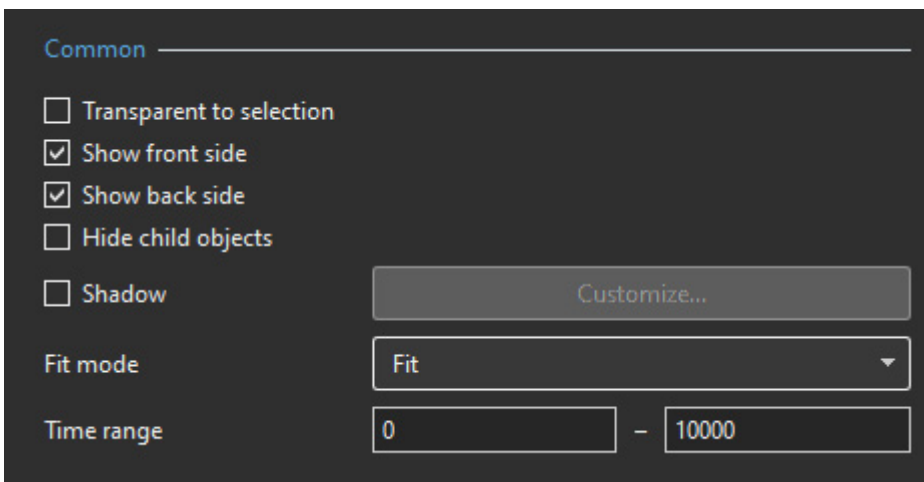 Common
Transparent to selection
Show front side
Show back side
Hide child objects
Shadow Customize...
Fit mode Fit
Time range 0 – 10000